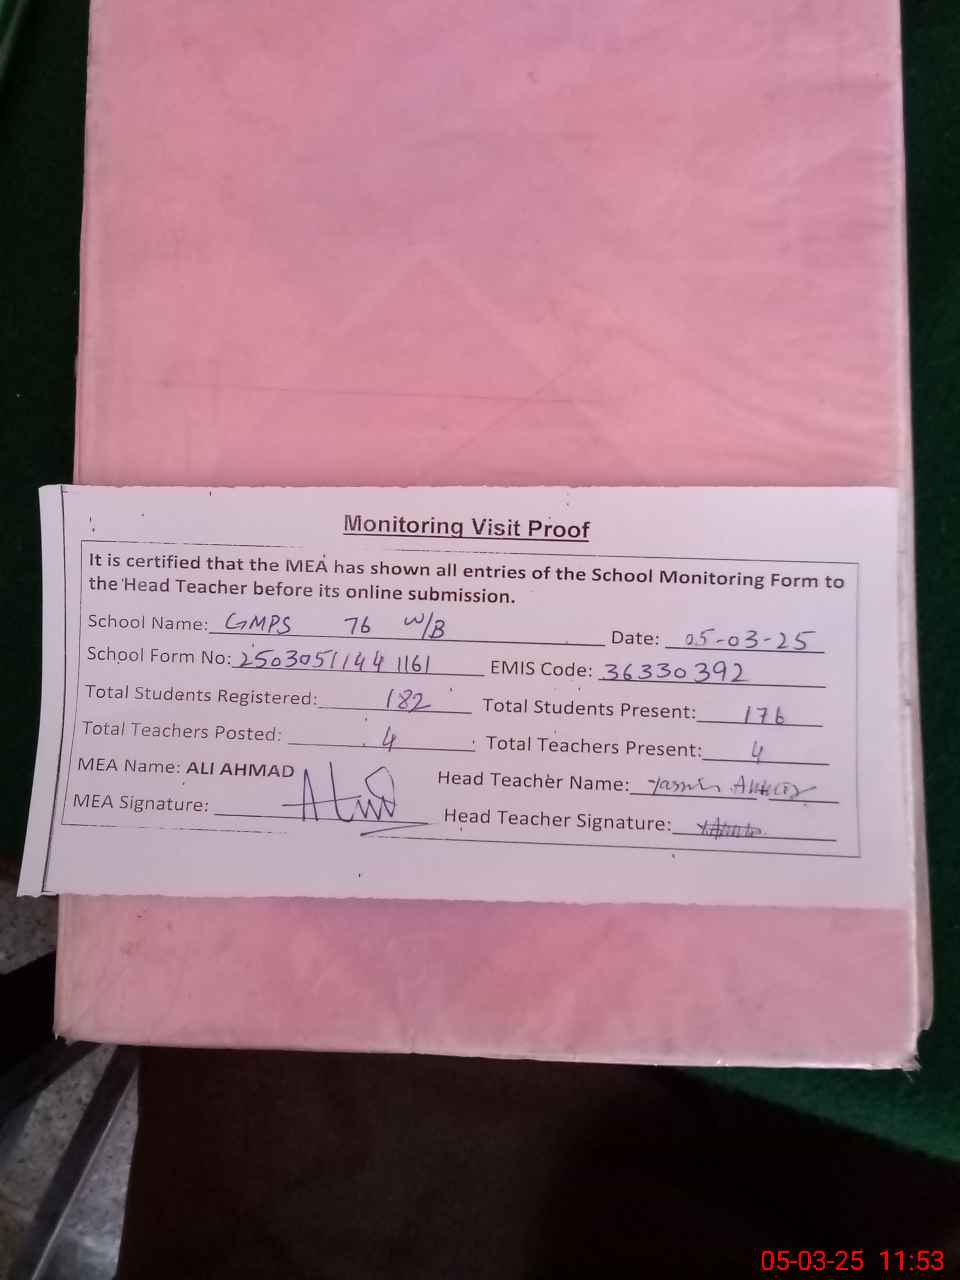 Monitoring Visit Proof
It is certified that the MEA has shown all entries of the School Monitoring Form to
the Head Teacher before its online submission.
School Name: GMPS 76 W/B Date: 05-03-25
School Form No: 25030511441161 EMIS Code: 36330392
Total Students Registered: 182 Total Students Present: 176
Total Teachers Posted: 4 Total Teachers Present: 4
MEA Name: ALI AHMAD Head Teacher Name:
MEA Signature: Head Teacher Signature:
05-03-25 11:53